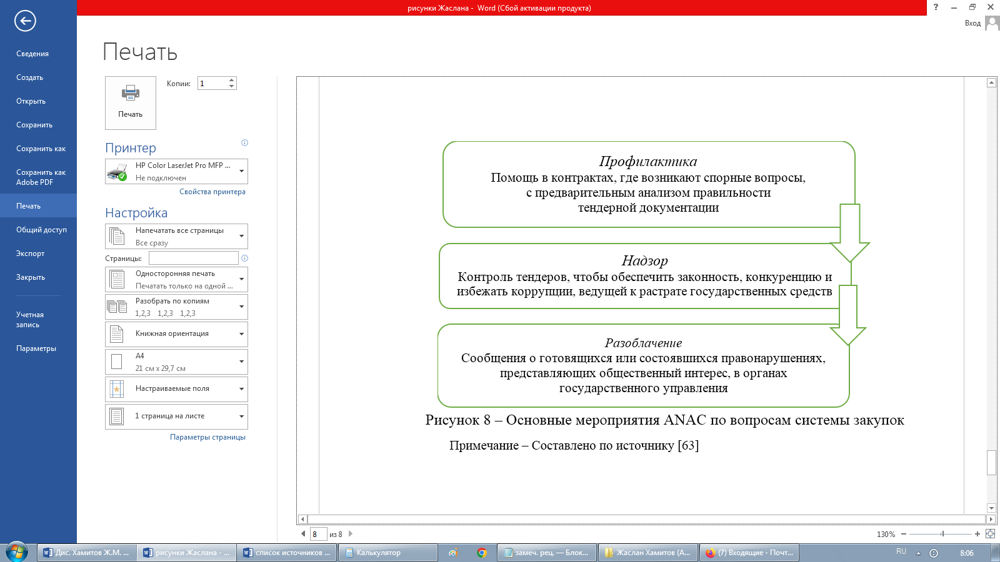 рисунки Жаслана - Word (Сбой активации продукта)
Вход
Сведения
Создать
Открыть
Сохранить
Сохранить как
Сохранить как
Adobe PDF
Печать
Общий доступ
Экспорт
Закрыть
Учетная
запись
Параметры
Печать
Печать
Копии: 1
Принтер
HP Color LaserJet Pro MFP ...
Не подключен
Свойства принтера
Настройка
Напечатать все страницы
Все сразу
Страницы:
Односторонняя печать
Печатать только на одной ...
Разобрать по копиям
1,2,3 1,2,3 1,2,3
Книжная ориентация
A4
21 см x 29,7 см
Настраиваемые поля
1 страница на листе
Параметры страницы
Профилактика
Помощь в контрактах, где возникают спорные вопросы,
с предварительным анализом правильности
тендерной документации
Надзор
Контроль тендеров, чтобы обеспечить законность, конкуренцию и
избежать коррупции, ведущей к растрате государственных средств
Разоблачение
Сообщения о готовящихся или состоявшихся правонарушениях,
представляющих общественный интерес, в органах
государственного управления
Рисунок 8 – Основные мероприятия ANAC по вопросам системы закупок
Примечание – Составлено по источнику [63]
8 из 8
130%
Дис. Хамитов Ж.М. ...
рисунки Жаслана - ...
список источников ...
Калькулятор
замеч. рец. — Блок...
Жаслан Хамитов (А...
(7) Входящие - Почт...
RU
8:06